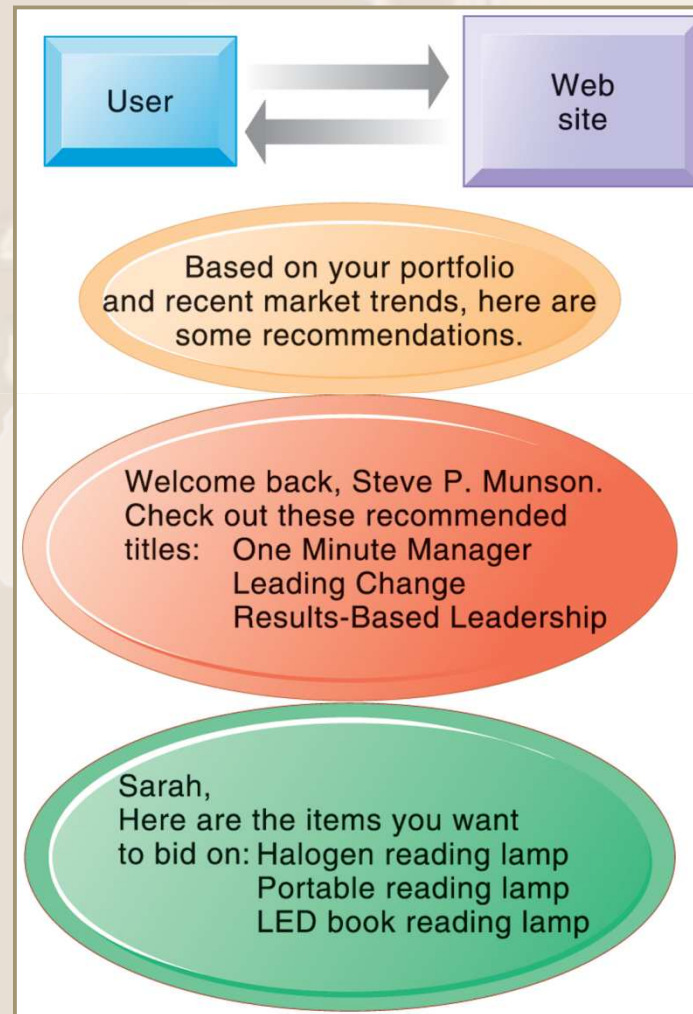 User
Web
site
Based on your portfolio
and recent market trends, here are
some recommendations.
Welcome back, Steve P. Munson.
Check out these recommended
titles: One Minute Manager
Leading Change
Results-Based Leadership
Sarah,
Here are the items you want
to bid on: Halogen reading lamp
Portable reading lamp
LED book reading lamp